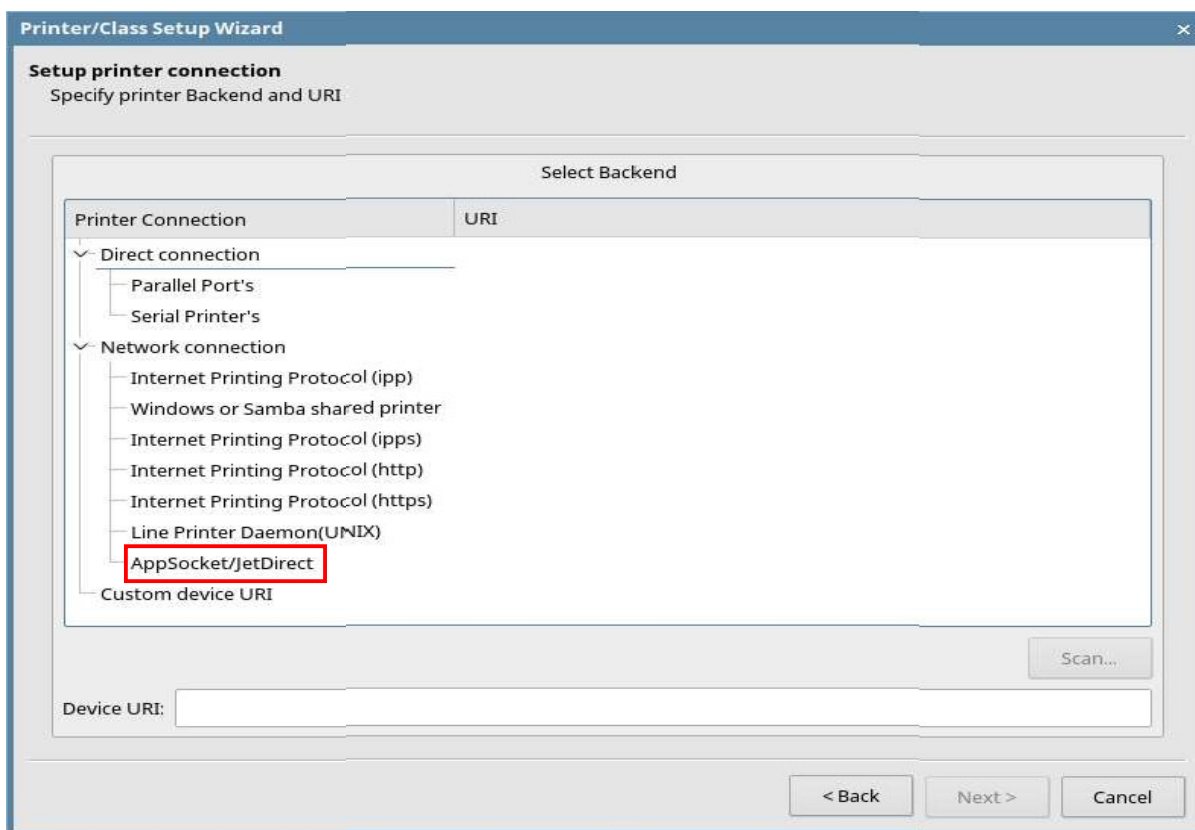 Printer/Class Setup Wizard
Setup printer connection
Specify printer Backend and URI
Select Backend
Printer Connection URI
Direct connection
Parallel Port's
Serial Printer's
Network connection
Internet Printing Protocol (ipp)
Windows or Samba shared printer
Internet Printing Protocol (ipps)
Internet Printing Protocol (http)
Internet Printing Protocol (https)
Line Printer Daemon(UNIX)
AppSocket/JetDirect
Custom device URI
Scan...
Device URI:
< Back Next > Cancel